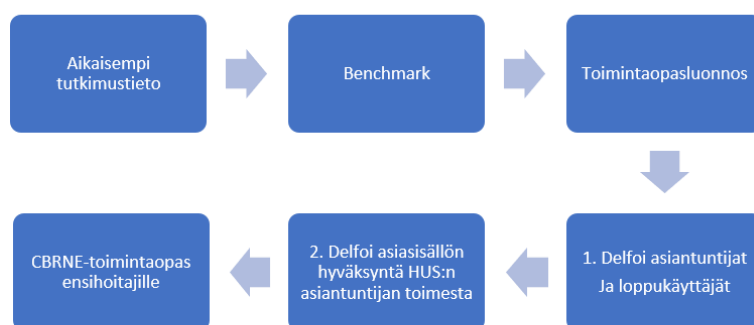 Aikaisempi
tutkimustieto
Benchmark
Toimintaopasluonnos
1. Delfoi asiantuntijat
Ja loppukäyttäjät
2. Delfoi asiasisällön
hyväksyntä HUS:n
asiantuntijan toimesta
CBRNE-toimintaopas
ensihoitajille